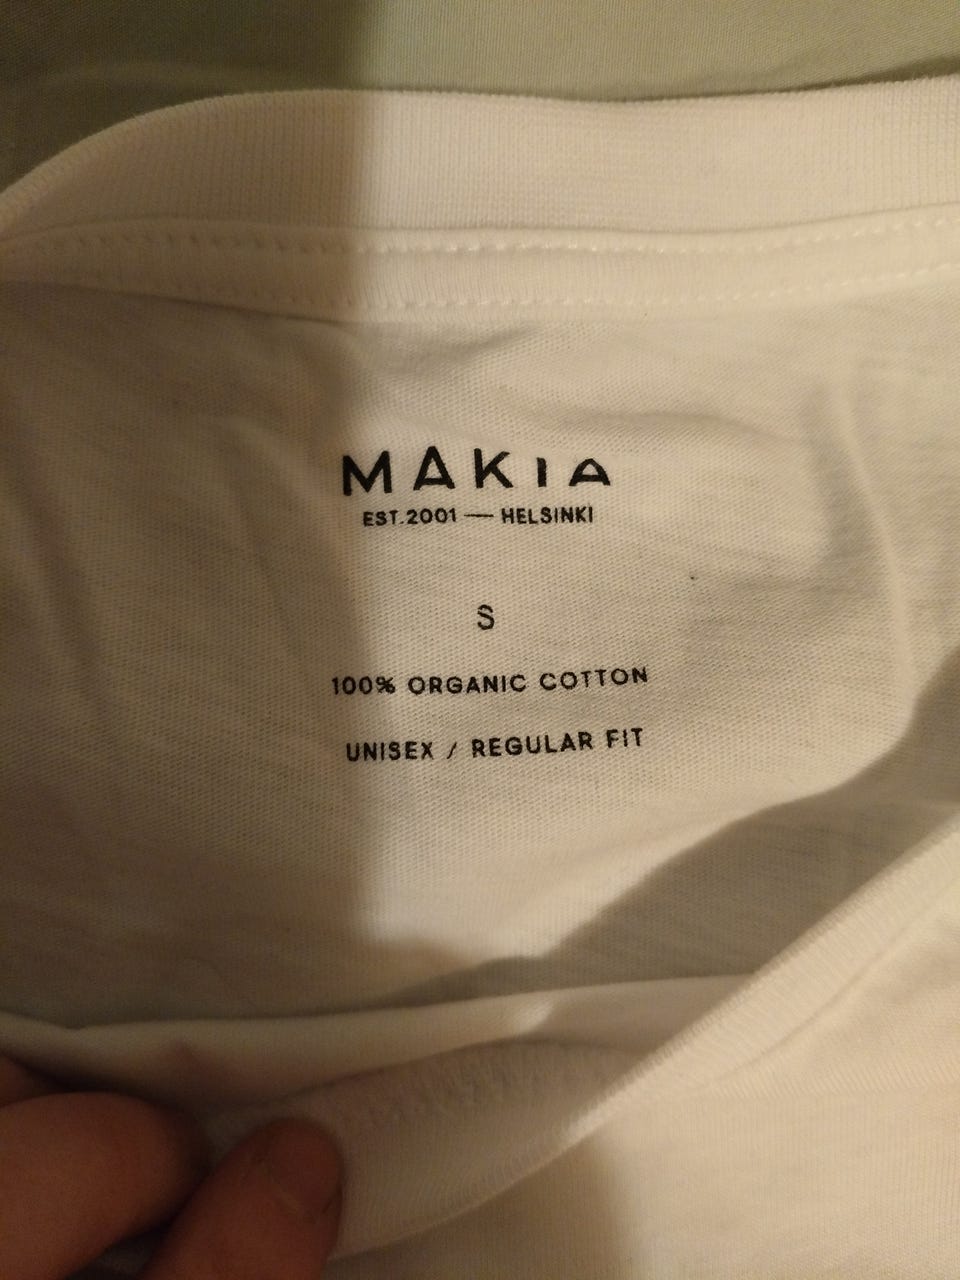 MAKIA
EST.2001 — HELSINKI
S
100% ORGANIC COTTON
UNISEX / REGULAR FIT